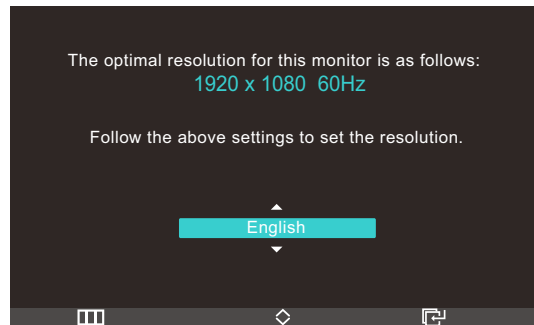 The optimal resolution for this monitor is as follows:
1920 x 1080 60Hz
Follow the above settings to set the resolution.
English